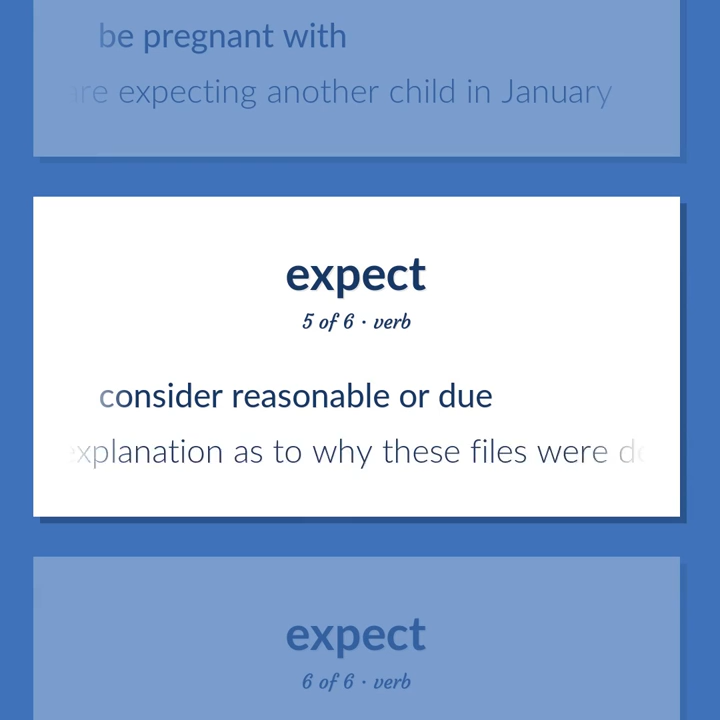 be pregnant with
expecting another child in January
expect
5 of 6 · verb
consider reasonable or due
explanation as to why these files were
expect
6 of 6 · verb